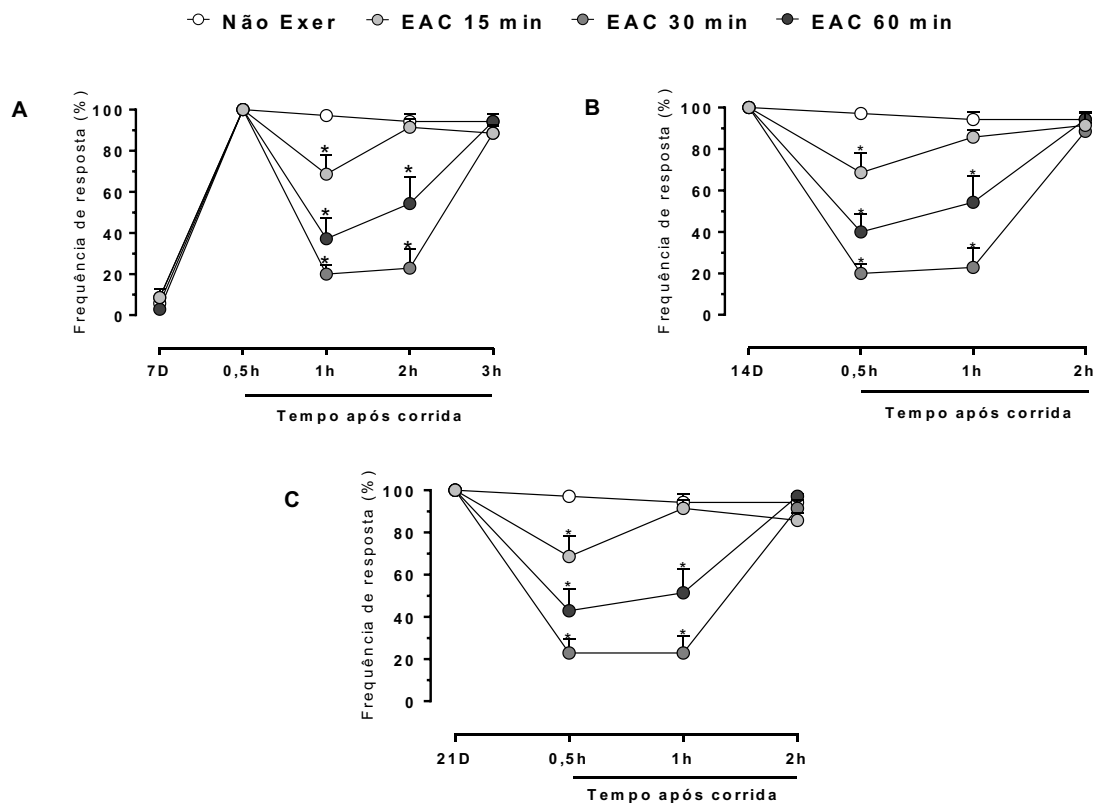 Não Exer EAC 15 min EAC 30 min EAC 60 min
A
Frequência de resposta (%)
100
80
60
40
20
0
* * * * *
7D 0,5h 1h 2h 3h
Tempo após corrida
B
Frequência de resposta (%)
100
80
60
40
20
0
* * * * *
14D 0,5h 1h 2h
Tempo após corrida
C
Frequência de resposta (%)
100
80
60
40
20
0
* * * * *
21D 0,5h 1h 2h
Tempo após corrida